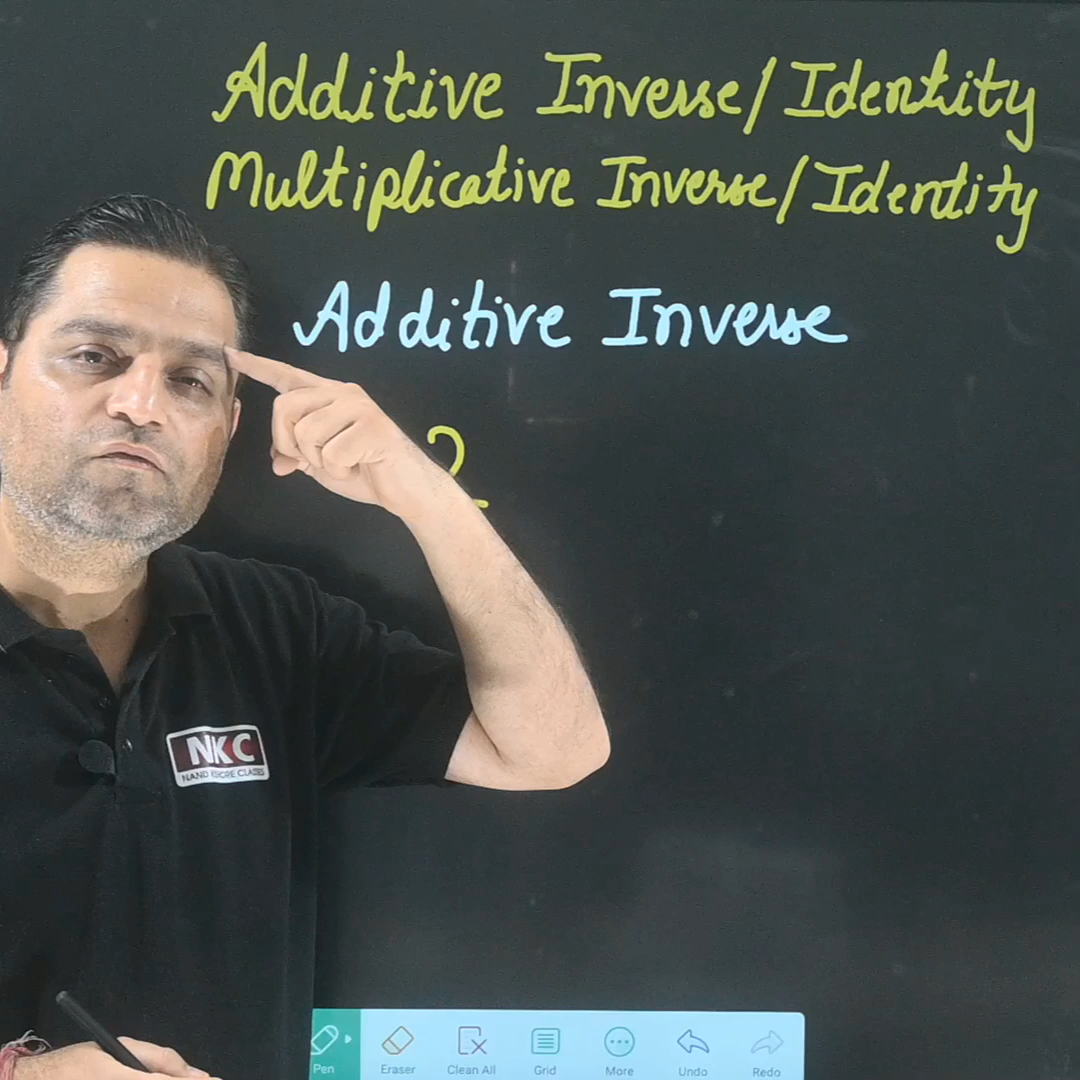 Additive Inverse/Identity
Multiplicative Inverse/Identity
Additive Inverse
2
NKC
NAND KISHORE CLASSES
Pen
Eraser
Clean All
Grid
More
Undo
Redo